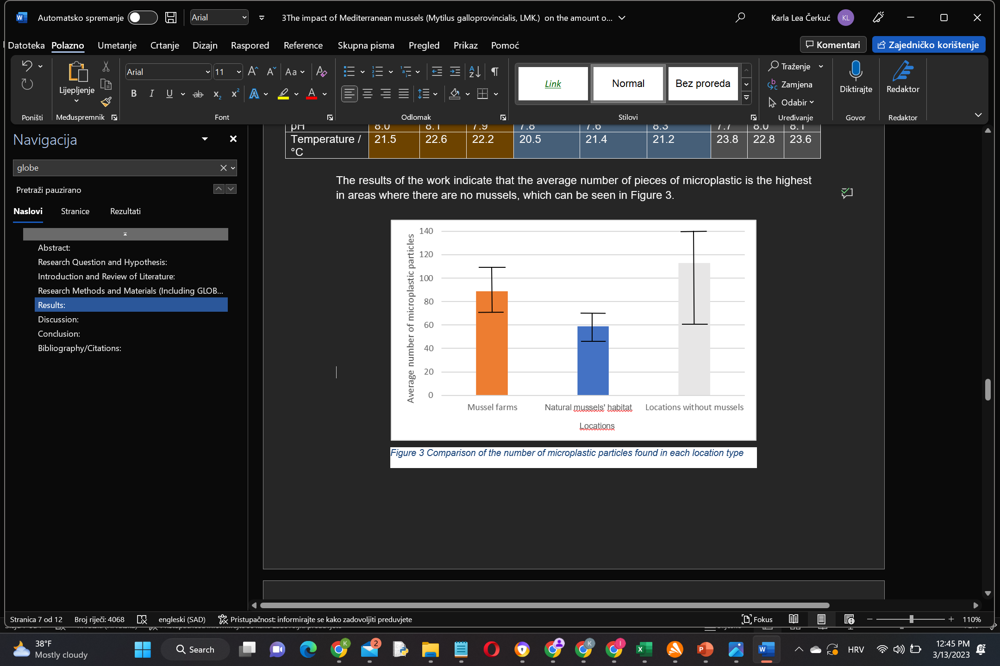 Automatsko spremanje
Arial
3The impact of Mediterranean mussels (Mytilus galloprovincialis, LMK.) on the amount o...
Karla Lea Čerkuć
KL
Datoteka Polazno Umetanje Crtanje Dizajn Raspored Reference Skupna pisma Pregled Prikaz Pomoć
Komentari
Zajedničko korištenje
Lijepljenje
Arial
11
Link
Normal
Bez proreda
Traženje
Zamjena
Odabir
Diktirajte
Redaktor
Poništi
Međuspremnik
Font
Odlomak
Stilovi
Uređivanje
Govor
Redaktor
Navigacija
globe
Pretraži pauzirano
Naslovi Stranice Rezultati
Abstract:
Research Question and Hypothesis:
Introduction and Review of Literature:
Research Methods and Materials (Including GLOB...
Results:
Discussion:
Conclusion:
Bibliography/Citations:
pH 8.0 8.1 7.9 7.8 7.6 8.3 7.7 8.0 8.1
Temperature / 21.5 22.6 22.2 20.5 21.4 21.2 23.8 22.8 23.6
°C
The results of the work indicate that the average number of pieces of microplastic is the highest
in areas where there are no mussels, which can be seen in Figure 3.
Average number of microplastic particles
140
120
100
80
60
40
20
0
Mussel farms Natural mussels' habitat Locations without mussels
Locations
Figure 3 Comparison of the number of microplastic particles found in each location type
Stranica 7 od 12 Broj riječi: 4068 engleski (SAD) Pristupačnost: informirajte se kako zadovoljiti preduvjete
Fokus
110%
38°F
Mostly cloudy
Search
2
HRV
12:45 PM
3/13/2023